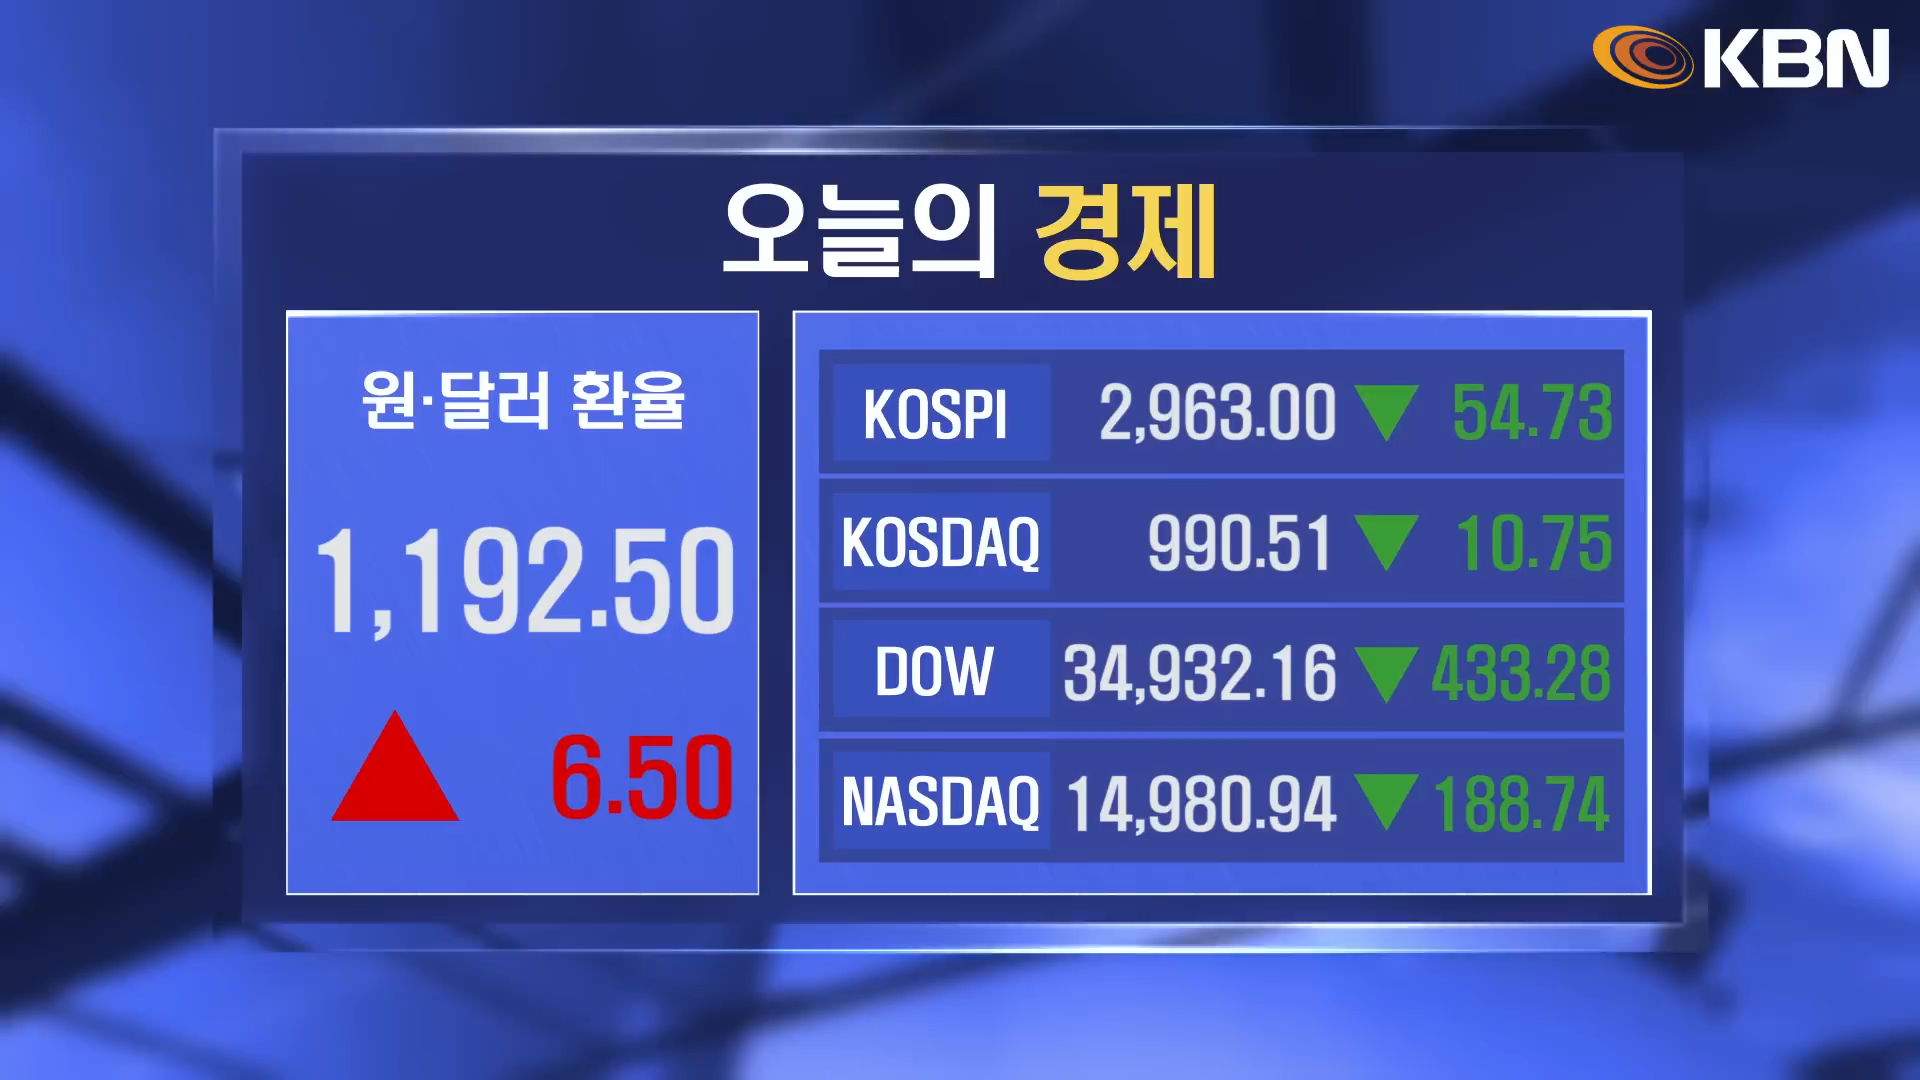 KBN
오늘의 경제
원·달러 환율
1,192.50
▲ 6.50
KOSPI 2,963.00 ▼ 54.73
KOSDAQ 990.51 ▼ 10.75
DOW 34,932.16 ▼ 433.28
NASDAQ 14,980.94 ▼ 188.74